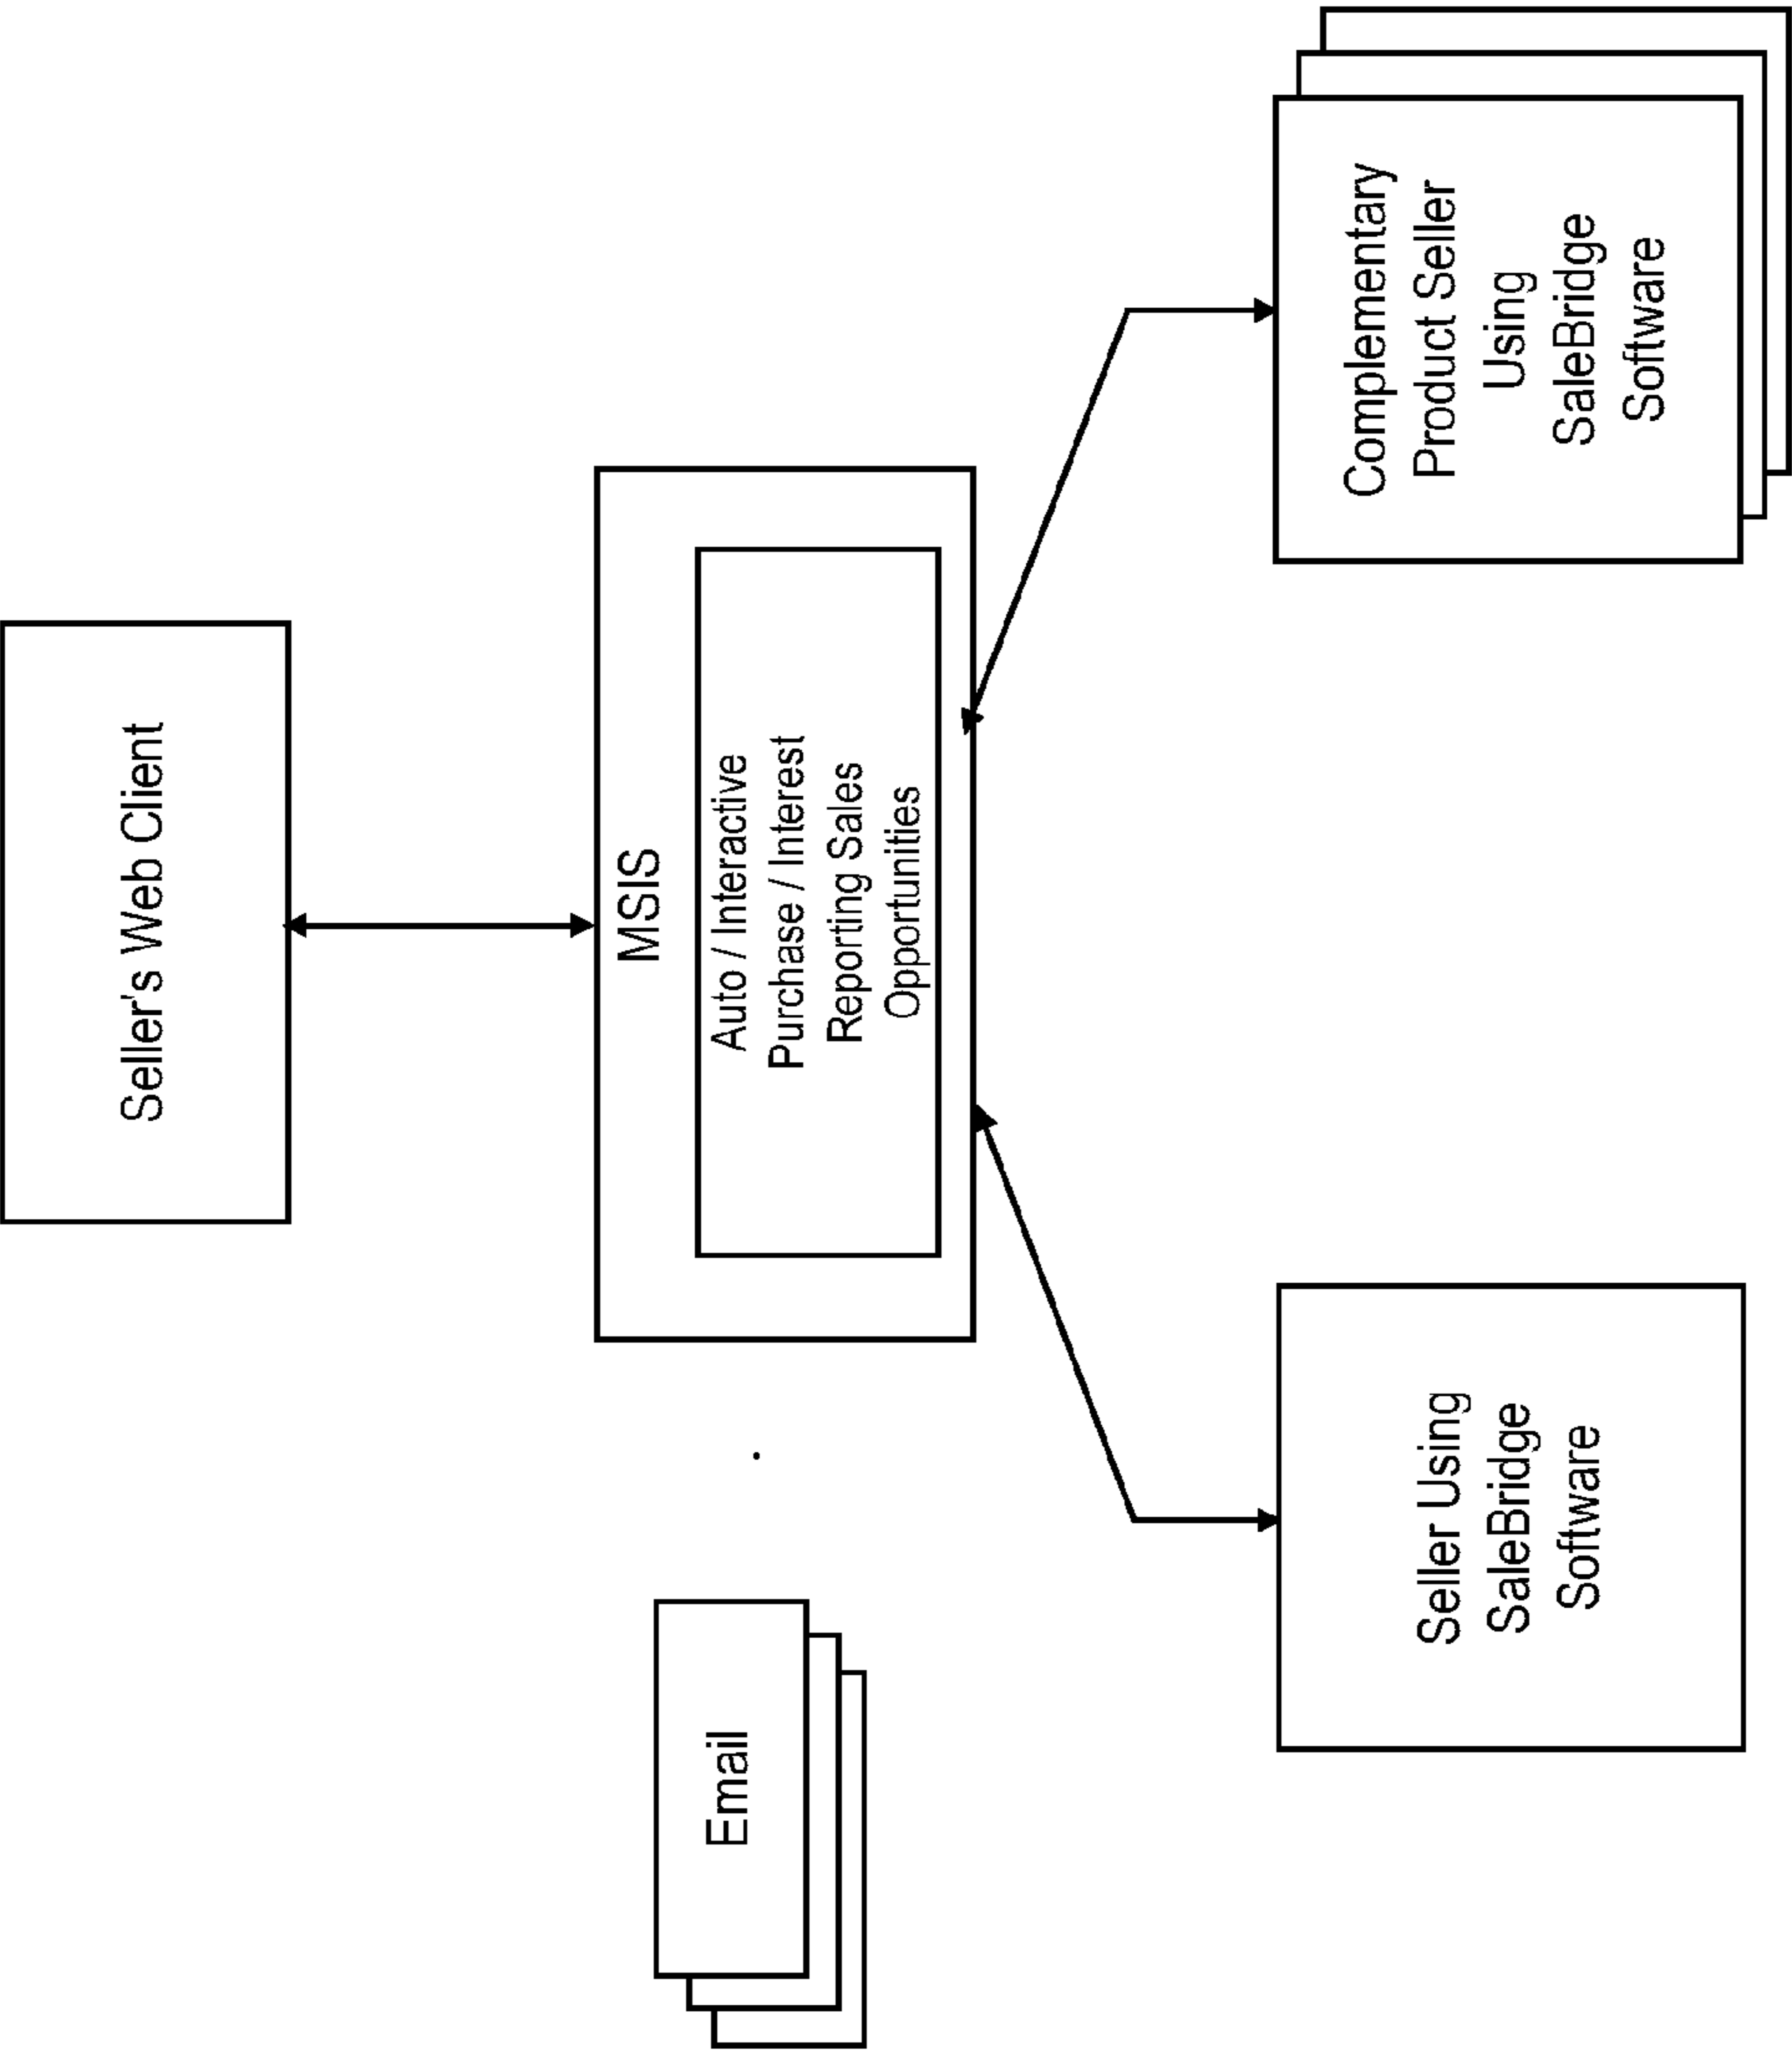 Seller's Web Client
MSIS
Auto / Interactive
Purchase / Interest
Reporting Sales
Opportunities
Email
Seller Using
SaleBridge
Software
Complementary
Product Seller
Using
SaleBridge
Software